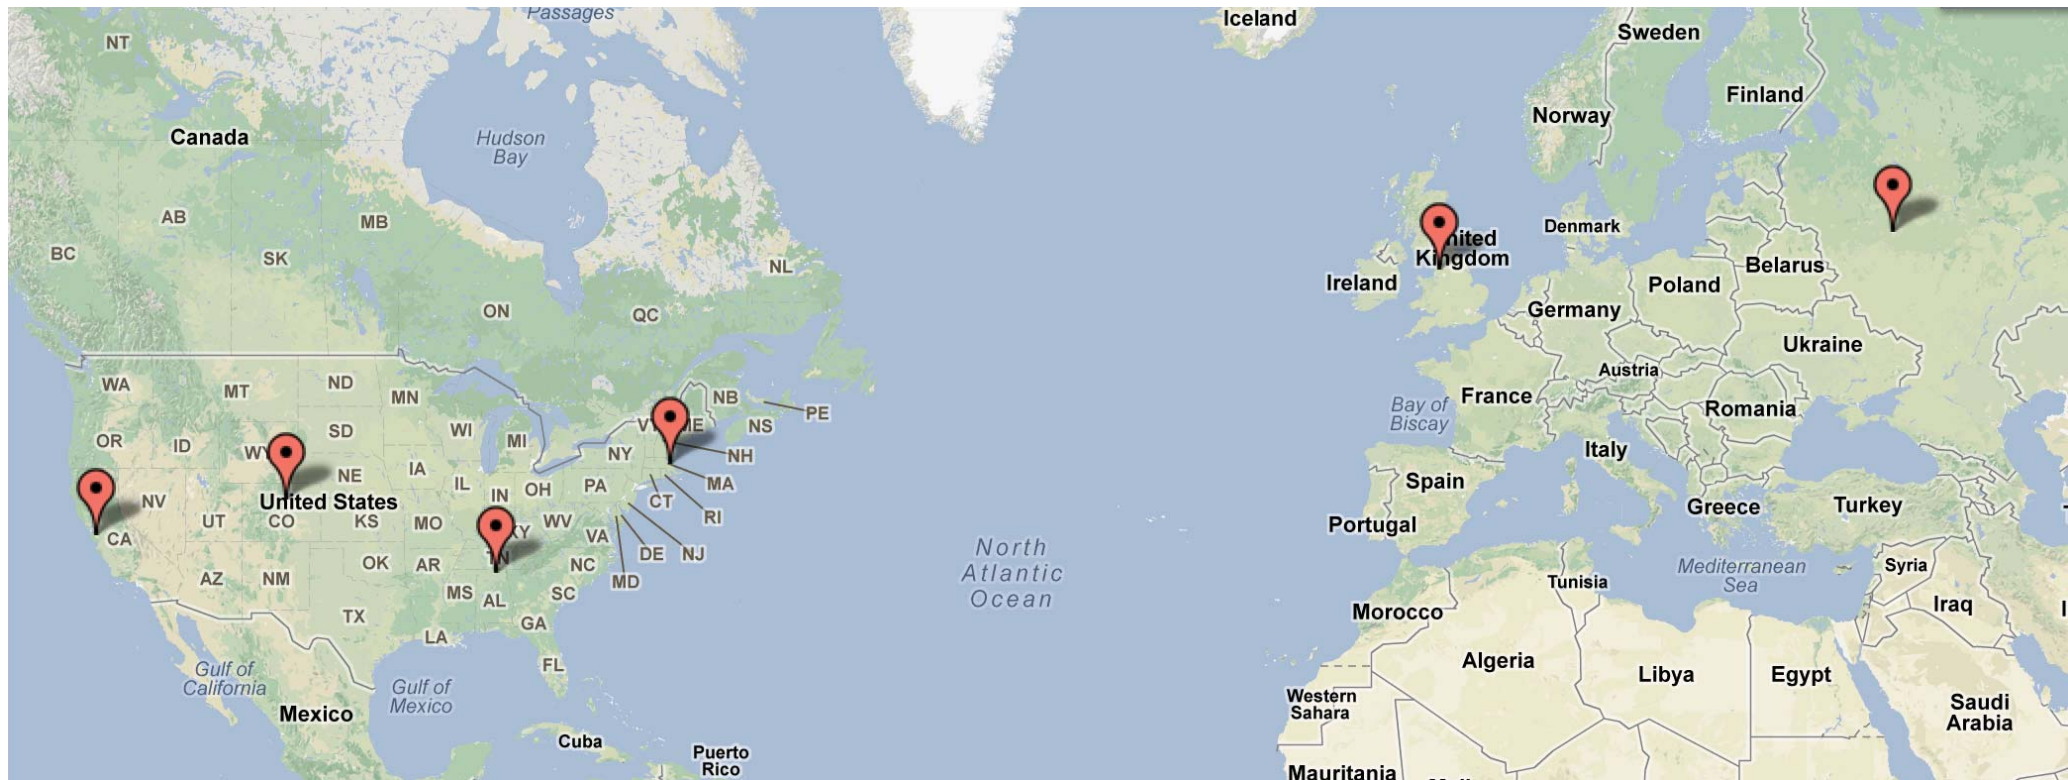 Passages
Iceland
Sweden
NT
Finland
Norway
Canada
Hudson
Bay
AB
MB
Denmark
United
Kingdom
BC
SK
NL
Belarus
Ireland
Poland
ON
QC
Germany
Ukraine
Austria
WA
MT
ND
MN
NB
PE
France
Bay of
Biscay
Romania
OR
ID
SD
WI
MI
NS
NY
NH
Italy
NE
IA
IL
IN
OH
PA
MA
Spain
United States
NV
UT
CO
KS
MO
WV
CT
RI
Greece
Turkey
Portugal
CA
VA
DE
NJ
North
Atlantic
Ocean
AZ
NM
OK
AR
TN
NC
MD
Tunisia
Mediterranean
Sea
Syria
MS
AL
SC
Iraq
Morocco
TX
GA
LA
FL
Algeria
Libya
Egypt
Gulf of
California
Gulf of
Mexico
Western
Sahara
Saudi
Arabia
Mexico
Cuba
Puerto
Rico
Mauritania